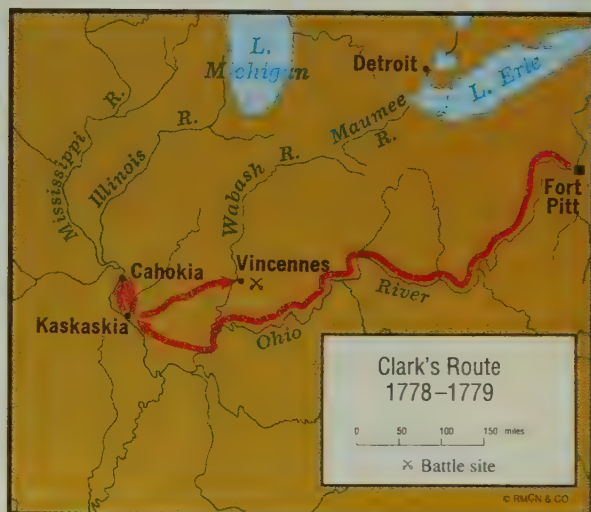 L.
Michigan
Detroit
L. Erie
Maumee
R.
R.
R.
Mississippi
Illinois
Wabash R.
Fort
Pitt
Cahokia
Vincennes
Kaskaskia
River
Ohio
Clark's Route
1778–1779
0 50 100 150 miles
× Battle site
© RMCN & CO